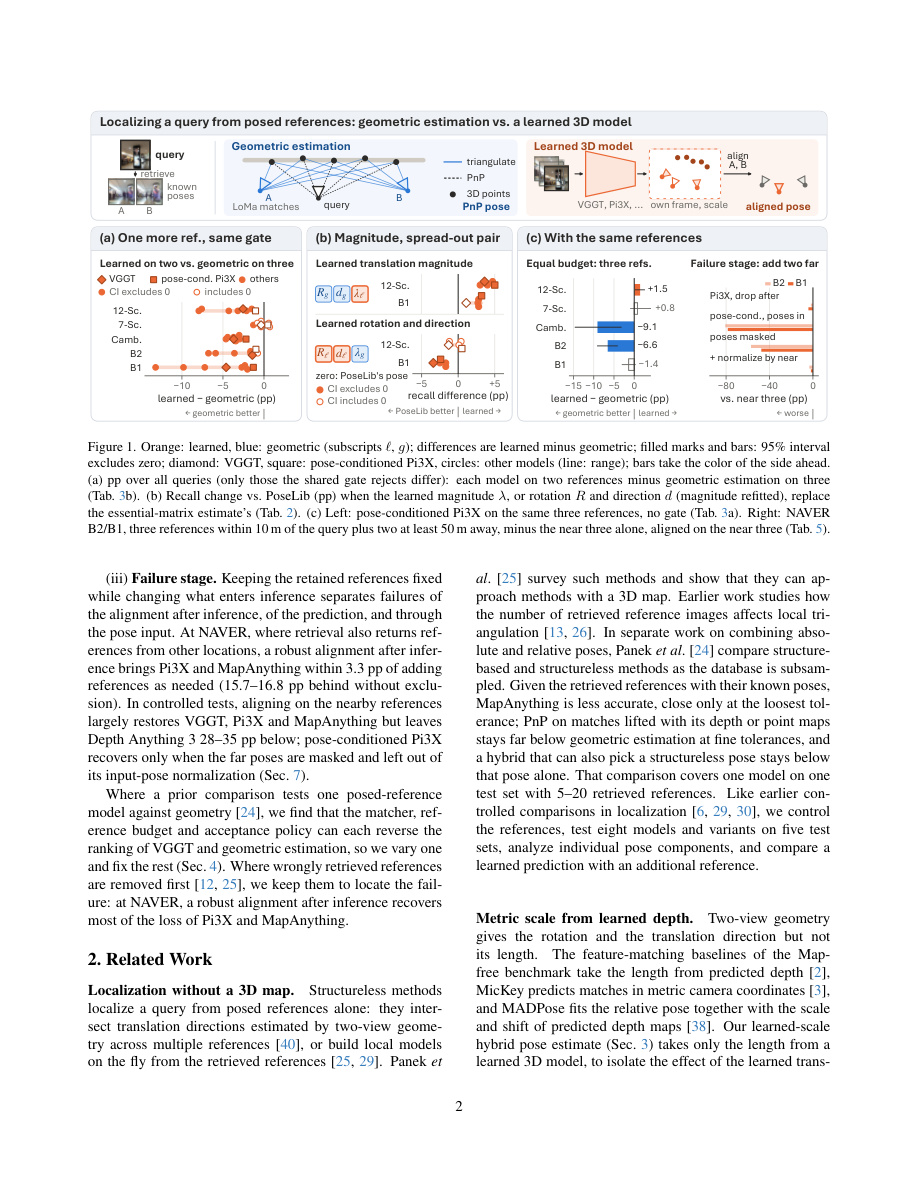 Localizing a query from posed references: geometric estimation vs. a learned 3D model
query
retrieve
known
poses
A B
Geometric estimation
A
query
B
LoMa matches
triangulate
PnP
3D points
PnP pose
Learned 3D model
VGGT, Pi3X, ...
own frame, scale
align
A, B
aligned pose
(a) One more ref., same gate
Learned on two vs. geometric on three
VGGT pose-cond. Pi3X others
CI excludes 0 includes 0
12-Sc.
7-Sc.
Camb.
B2
B1
−10 −5 0
learned − geometric (pp)
← geometric better |
(b) Magnitude, spread-out pair
Learned translation magnitude
R_g d_g λ_ℓ
12-Sc.
B1
Learned rotation and direction
R_ℓ d_ℓ λ_g
12-Sc.
B1
zero: PoseLib's pose
CI excludes 0
CI includes 0
−5 0 +5
recall difference (pp)
← PoseLib better | learned →
(c) With the same references
Equal budget: three refs.
12-Sc. +1.5
7-Sc. +0.8
Camb. −9.1
B2 −6.6
B1 −1.4
−15 −10 −5 0
learned − geometric (pp)
← geometric better | learned →
Failure stage: add two far
B2 B1
Pi3X, drop after
pose-cond., poses in
poses masked
+ normalize by near
−80 −40 0
vs. near three (pp)
← worse |
Figure 1. Orange: learned, blue: geometric (subscripts ℓ, g); differences are learned minus geometric; filled marks and bars: 95% interval
excludes zero; diamond: VGGT, square: pose-conditioned Pi3X, circles: other models (line: range); bars take the color of the side ahead.
(a) pp over all queries (only those the shared gate rejects differ): each model on two references minus geometric estimation on three
(Tab. 3b). (b) Recall change vs. PoseLib (pp) when the learned magnitude λ, or rotation R and direction d (magnitude refitted), replace
the essential-matrix estimate's (Tab. 2). (c) Left: pose-conditioned Pi3X on the same three references, no gate (Tab. 3a). Right: NAVER
B2/B1, three references within 10 m of the query plus two at least 50 m away, minus the near three alone, aligned on the near three (Tab. 5).
(iii) Failure stage. Keeping the retained references fixed
while changing what enters inference separates failures of
the alignment after inference, of the prediction, and through
the pose input. At NAVER, where retrieval also returns ref-
erences from other locations, a robust alignment after infer-
ence brings Pi3X and MapAnything within 3.3 pp of adding
references as needed (15.7–16.8 pp behind without exclu-
sion). In controlled tests, aligning on the nearby references
largely restores VGGT, Pi3X and MapAnything but leaves
Depth Anything 3 28–35 pp below; pose-conditioned Pi3X
recovers only when the far poses are masked and left out of
its input-pose normalization (Sec. 7).
Where a prior comparison tests one posed-reference
model against geometry [24], we find that the matcher, ref-
erence budget and acceptance policy can each reverse the
ranking of VGGT and geometric estimation, so we vary one
and fix the rest (Sec. 4). Where wrongly retrieved references
are removed first [12, 25], we keep them to locate the fail-
ure: at NAVER, a robust alignment after inference recovers
most of the loss of Pi3X and MapAnything.
2. Related Work
Localization without a 3D map. Structureless methods
localize a query from posed references alone: they inter-
sect translation directions estimated by two-view geome-
try across multiple references [40], or build local models
on the fly from the retrieved references [25, 29]. Panek et
al. [25] survey such methods and show that they can ap-
proach methods with a 3D map. Earlier work studies how
the number of retrieved reference images affects local tri-
angulation [13, 26]. In separate work on combining abso-
lute and relative poses, Panek et al. [24] compare structure-
based and structureless methods as the database is subsam-
pled. Given the retrieved references with their known poses,
MapAnything is less accurate, close only at the loosest tol-
erance; PnP on matches lifted with its depth or point maps
stays far below geometric estimation at fine tolerances, and
a hybrid that can also pick a structureless pose stays below
that pose alone. That comparison covers one model on one
test set with 5–20 retrieved references. Like earlier con-
trolled comparisons in localization [6, 29, 30], we control
the references, test eight models and variants on five test
sets, analyze individual pose components, and compare a
learned prediction with an additional reference.
Metric scale from learned depth. Two-view geometry
gives the rotation and the translation direction but not
its length. The feature-matching baselines of the Map-
free benchmark take the length from predicted depth [2],
MicKey predicts matches in metric camera coordinates [3],
and MADPose fits the relative pose together with the scale
and shift of predicted depth maps [38]. Our learned-scale
hybrid pose estimate (Sec. 3) takes only the length from a
learned 3D model, to isolate the effect of the learned trans-
2